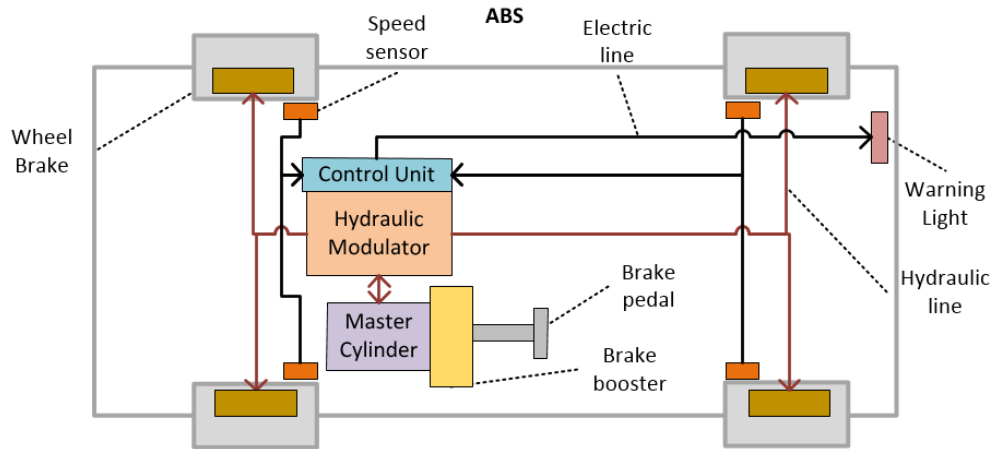 ABS
Speed
sensor
Electric
line
Wheel
Brake
Control Unit
Warning
Light
Hydraulic
Modulator
Brake
pedal
Hydraulic
line
Master
Cylinder
Brake
booster